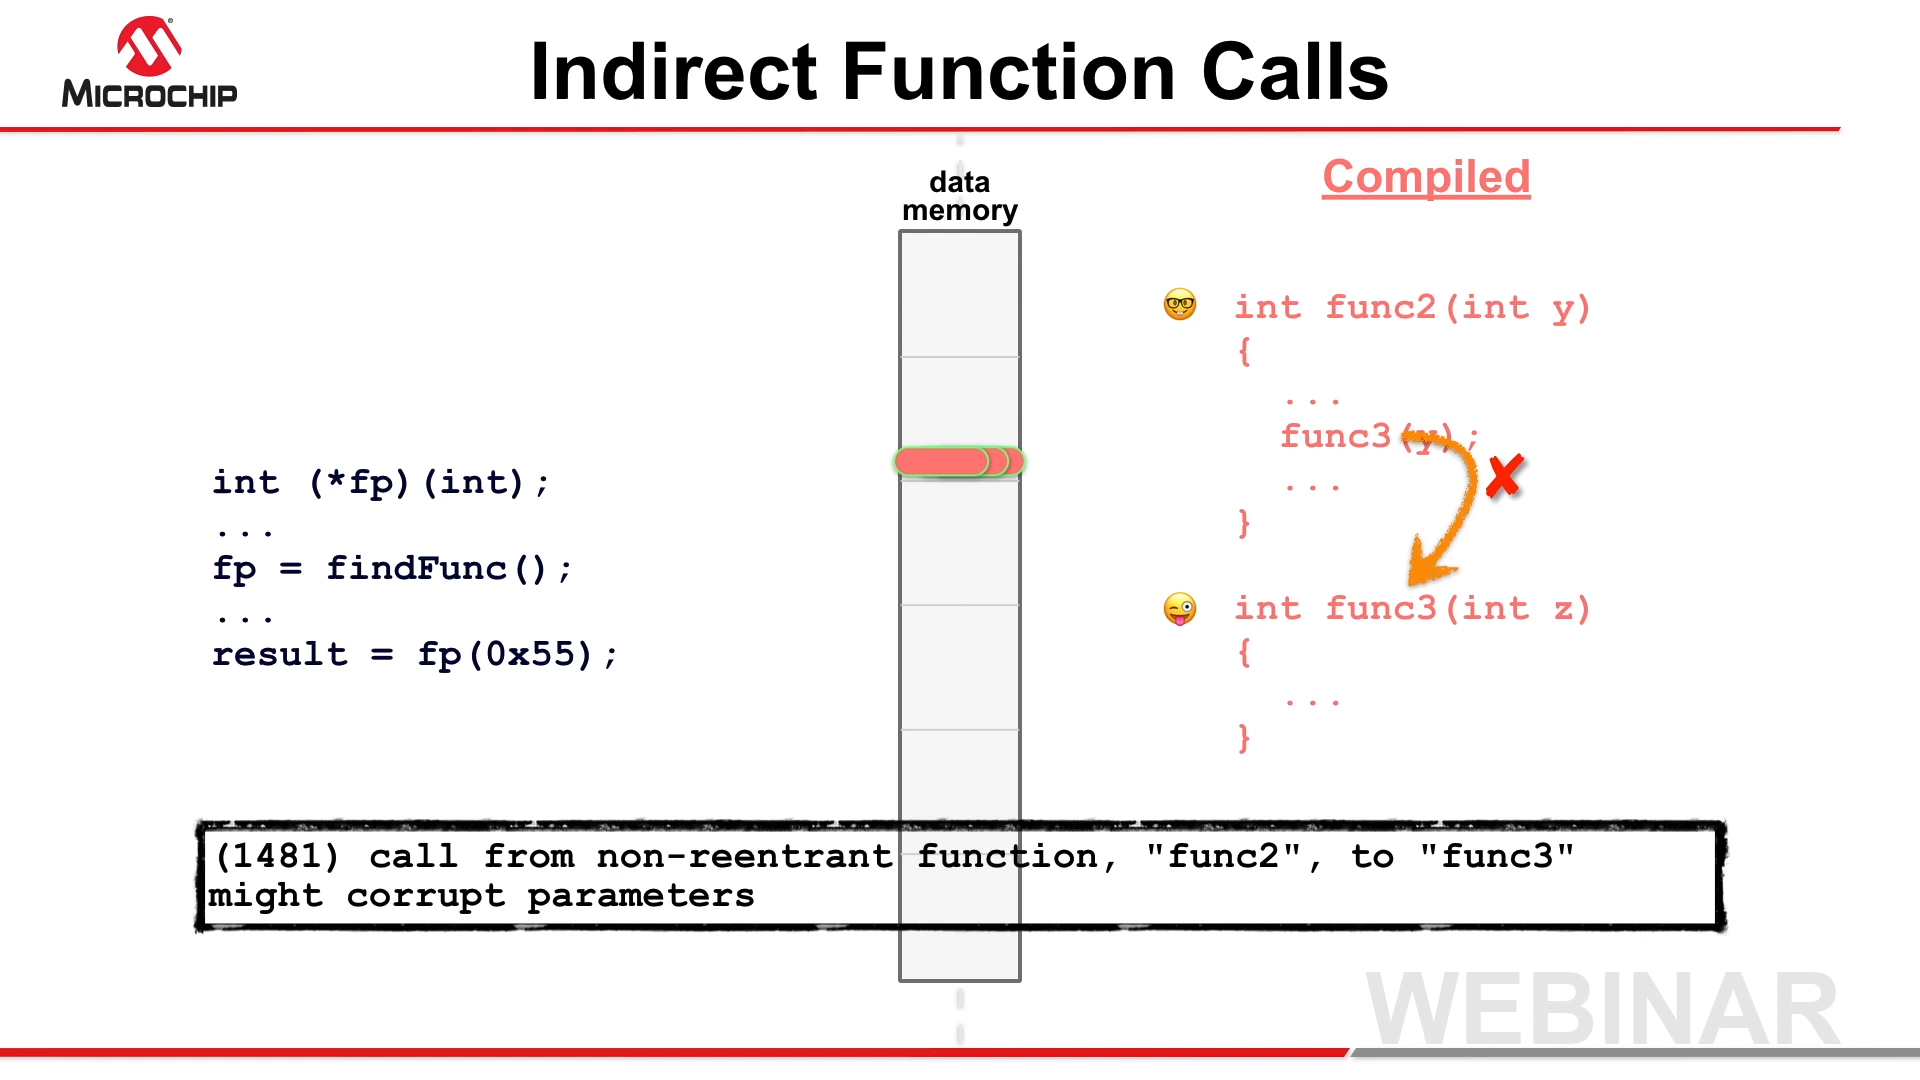 MICROCHIP
Indirect Function Calls
data
memory
Compiled
int func2(int y)
{
...
func3(y);
...
}
int func3(int z)
{
...
}
int (*fp)(int);
...
fp = findFunc();
...
result = fp(0x55);
(1481) call from non-reentrant function, "func2", to "func3"
might corrupt parameters
WEBINAR